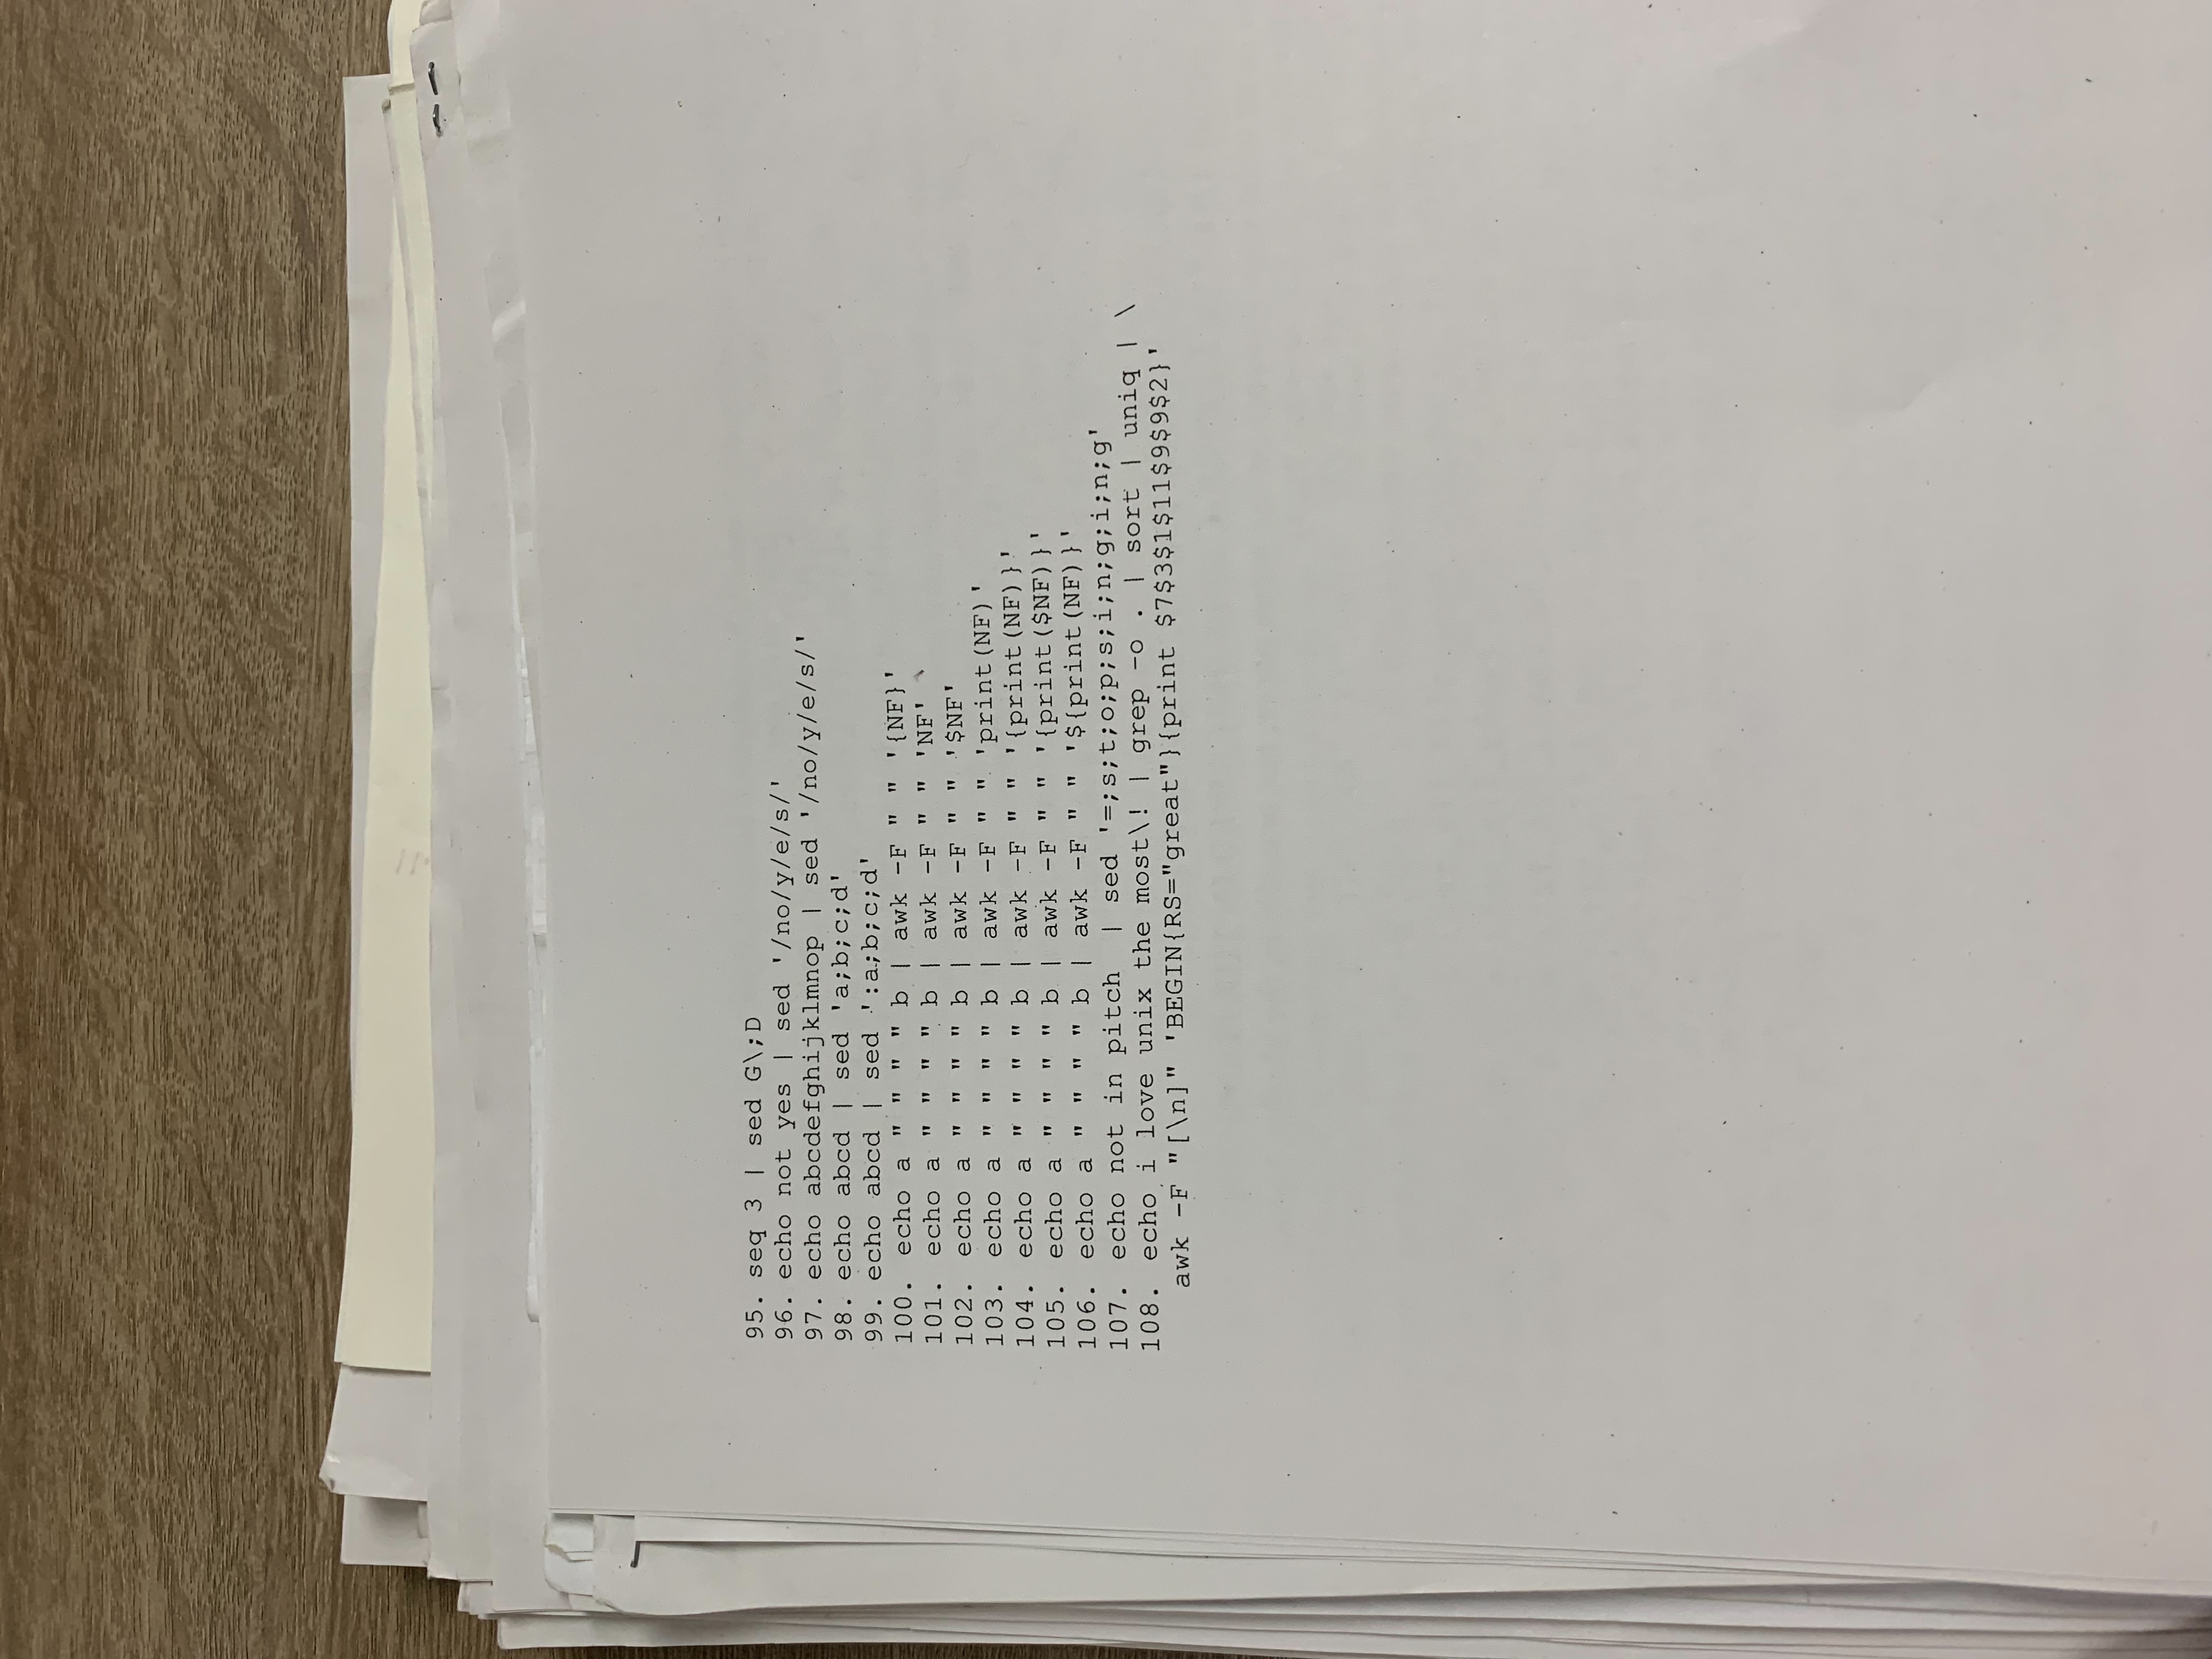 95. seq 3 | sed G\;D
96. echo not yes | sed '/no/y/e/s/'
97. echo abcdefghijklmnop | sed '/no/y/e/s/'
98. echo abcd | sed 'a;b;c;d'
99. echo abcd | sed ':a;b;c;d'
100. echo a " " " " b | awk -F " " '{NF}'
101. echo a " " " " b | awk -F " " 'NF'
102. echo a " " " " b | awk -F " " '$NF'
103. echo a " " " " b | awk -F " " 'print(NF)'
104. echo a " " " " b | awk -F " " '{print(NF)}'
105. echo a " " " " b | awk -F " " '{print($NF)}'
106. echo a " " " " b | awk -F " " '${print(NF)}'
107. echo not in pitch  | sed '=;s;t;o;p;s;i;n;g;i;n;g'
108. echo i love unix the most\! | grep -o . | sort | uniq | \
awk -F "[\n]" 'BEGIN{RS="great"}{print $7$3$1$11$9$9$2}'